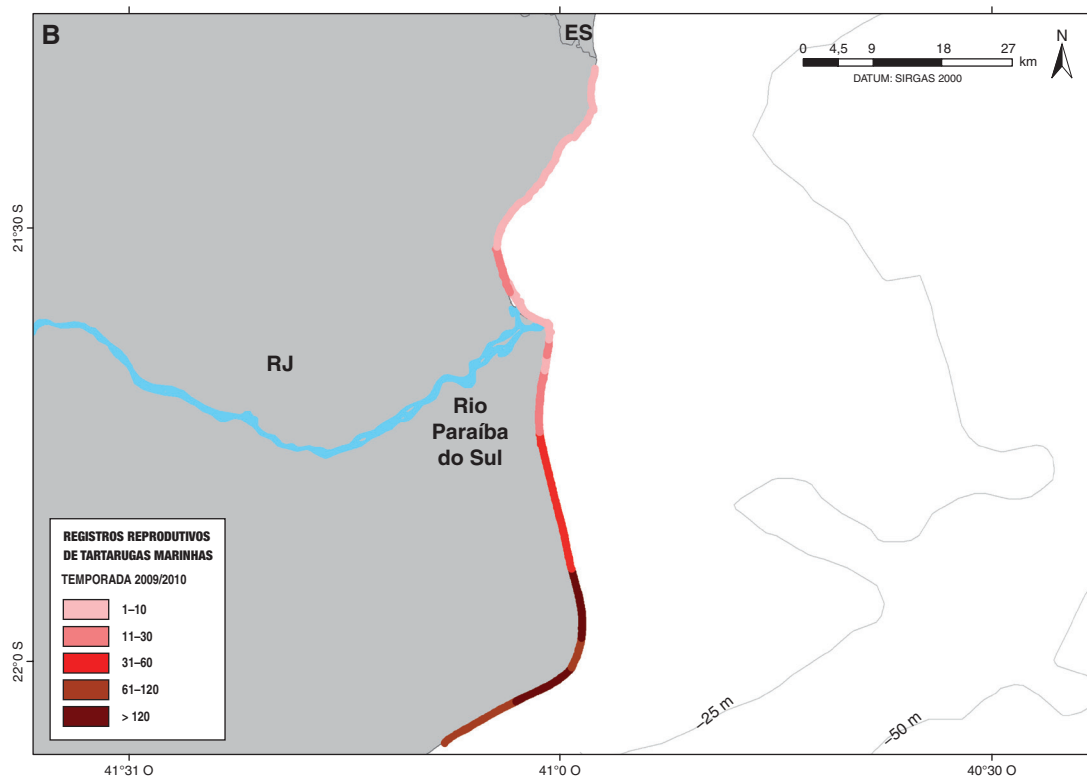 B
ES
N
0 4,5 9 18 27
km
DATUM: SIRGAS 2000
21°30 S
RJ
Rio
Paraíba
do Sul
REGISTROS REPRODUTIVOS
DE TARTARUGAS MARINHAS
TEMPORADA 2009/2010
1–10
11–30
31–60
61–120
> 120
22°0 S
–25 m
–50 m
41°31 O
41°0 O
40°30 O